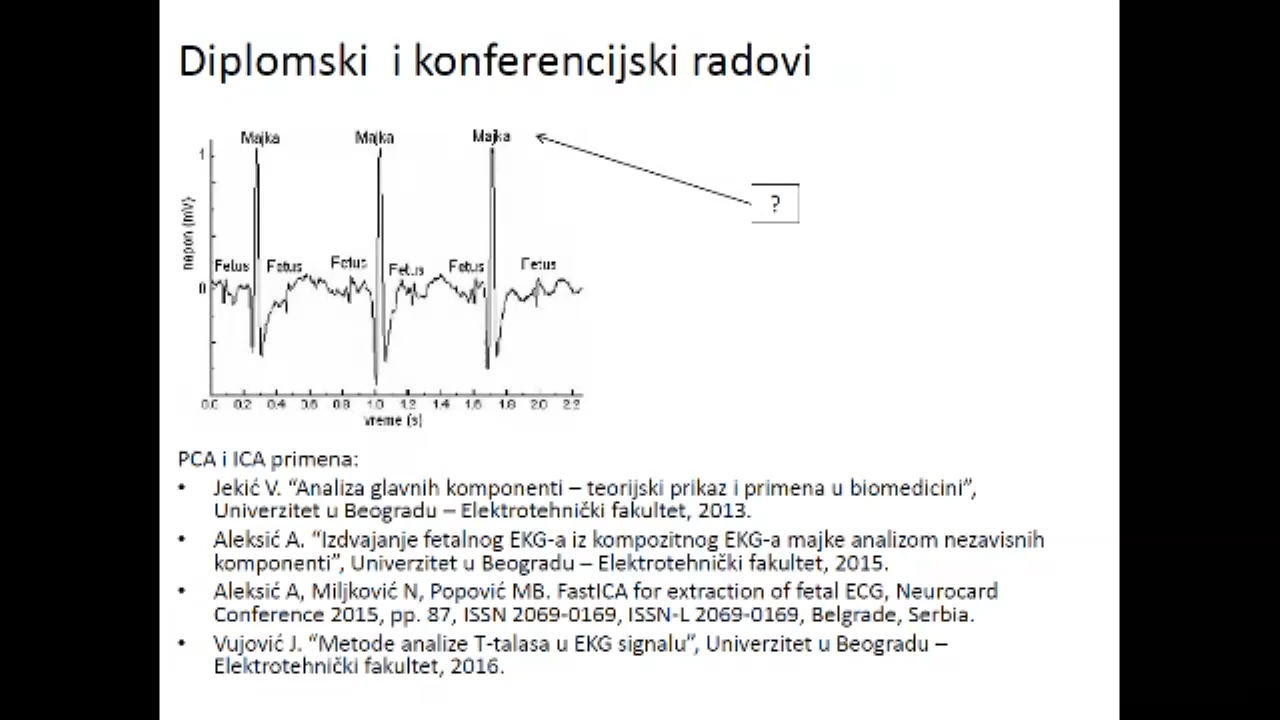 Diplomski i konferencijski radovi
Majka Majka Majka
1
?
napon (mV)
Fetus Fetus Fetus Fetus Fetus Fetus
0
0.0 0.2 0.4 0.6 0.8 1.0 1.2 1.4 1.6 1.8 2.0 2.2
vreme (s)
PCA i ICA primena:
• Jekić V. “Analiza glavnih komponenti – teorijski prikaz i primena u biomedicini”,
Univerzitet u Beogradu – Elektrotehnički fakultet, 2013.
• Aleksić A. “Izdvajanje fetalnog EKG-a iz kompozitnog EKG-a majke analizom nezavisnih
komponenti”, Univerzitet u Beogradu – Elektrotehnički fakultet, 2015.
• Aleksić A, Miljković N, Popović MB. FastICA for extraction of fetal ECG, Neurocard
Conference 2015, pp. 87, ISSN 2069-0169, ISSN-L 2069-0169, Belgrade, Serbia.
• Vujović J. “Metode analize T-talasa u EKG signalu”, Univerzitet u Beogradu –
Elektrotehnički fakultet, 2016.